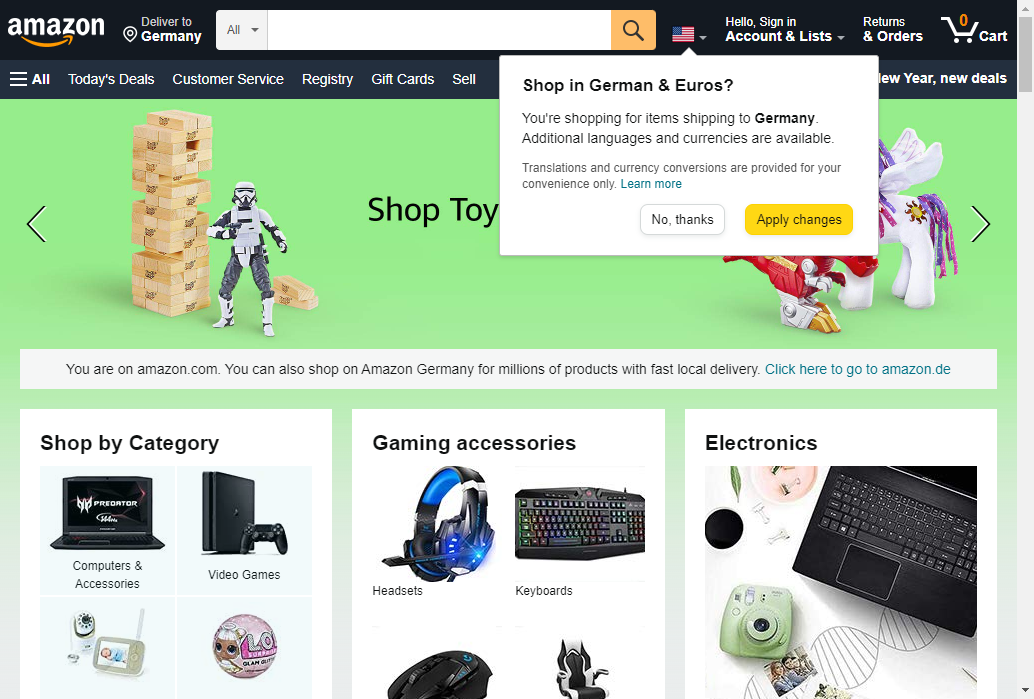 amazon
Deliver to
Germany
All
Hello, Sign in
Account & Lists
Returns
& Orders
0
Cart
All
Today's Deals
Customer Service
Registry
Gift Cards
Sell
New Year, new deals
Shop in German & Euros?
You're shopping for items shipping to Germany.
Additional languages and currencies are available.
Translations and currency conversions are provided for your
convenience only. Learn more
No, thanks
Apply changes
Shop Toy
You are on amazon.com. You can also shop on Amazon Germany for millions of products with fast local delivery. Click here to go to amazon.de
Shop by Category
PREDATOR
144Hz
Computers &
Accessories
Video Games
L.O.L.
SURPRISE
GLAM GLITTER
Gaming accessories
Headsets
Keyboards
Electronics